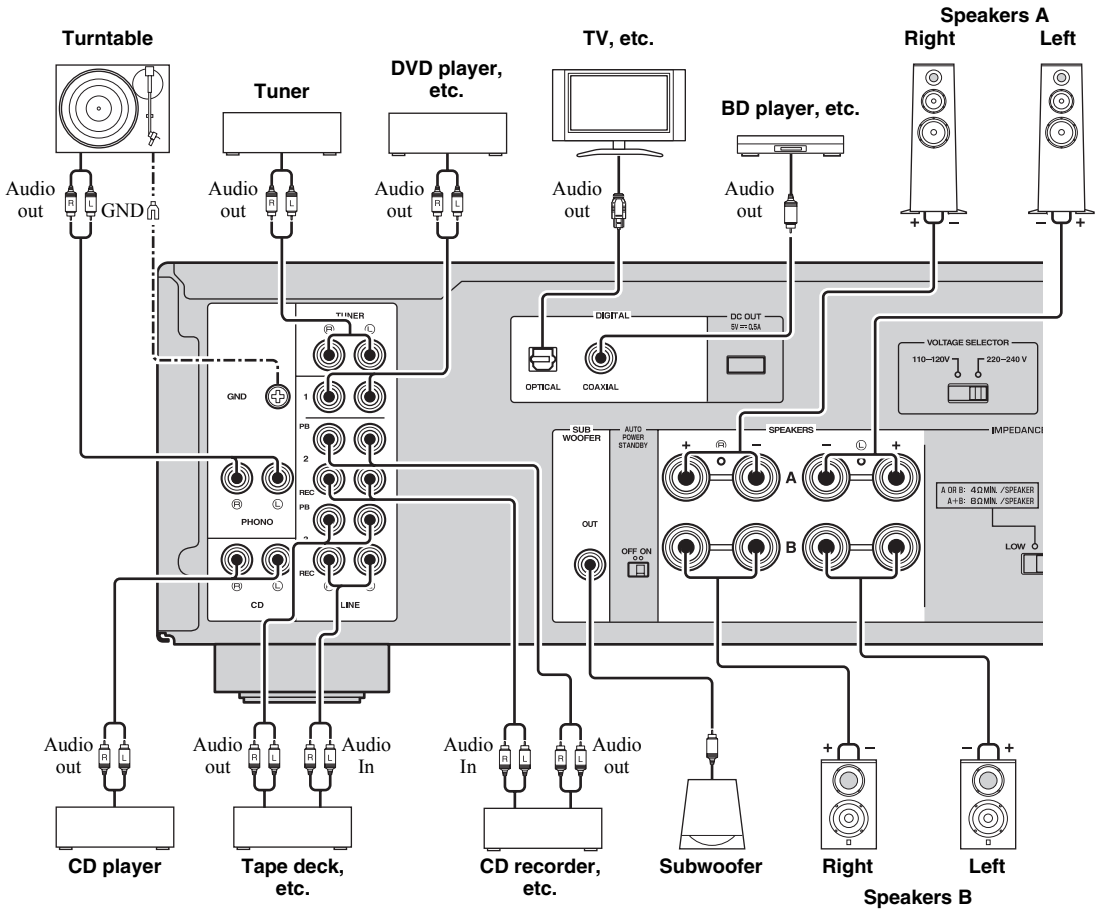 Speakers A
Right
Left
Turntable
Tuner
DVD player,
etc.
TV, etc.
BD player, etc.
Audio
out
R
L
GND
Audio
out
R
L
Audio
out
R
L
Audio
out
Audio
out
+
−
−
+
TUNER
R
L
GND
1
PB
2
REC
PB
REC
LINE
R
L
PHONO
R
L
CD
DIGITAL
OPTICAL
COAXIAL
DC OUT
5V 0.5A
VOLTAGE SELECTOR
110–120V
220–240 V
SUB
WOOFER
OUT
AUTO
POWER
STANDBY
OFF ON
SPEAKERS
+
R
−
−
L
+
A
B
IMPEDANCE
A OR B: 4ΩMIN. /SPEAKER
A+B: 8ΩMIN. /SPEAKER
LOW
Audio
out
R
L
Audio
out
R
L
R
L
Audio
In
Audio
In
R
L
R
L
Audio
out
+
−
−
+
CD player
Tape deck,
etc.
CD recorder,
etc.
Subwoofer
Right
Left
Speakers B